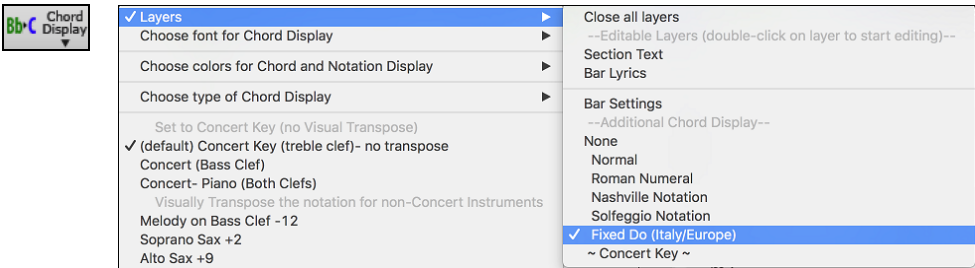 Bb▸C Chord
Display
✓ Layers
Choose font for Chord Display
Choose colors for Chord and Notation Display
Choose type of Chord Display
Set to Concert Key (no Visual Transpose)
✓ (default) Concert Key (treble clef)- no transpose
Concert (Bass Clef)
Concert- Piano (Both Clefs)
Visually Transpose the notation for non-Concert Instruments
Melody on Bass Clef -12
Soprano Sax +2
Alto Sax +9
Close all layers
--Editable Layers (double-click on layer to start editing)--
Section Text
Bar Lyrics
Bar Settings
--Additional Chord Display--
None
Normal
Roman Numeral
Nashville Notation
Solfeggio Notation
✓ Fixed Do (Italy/Europe)
~ Concert Key ~